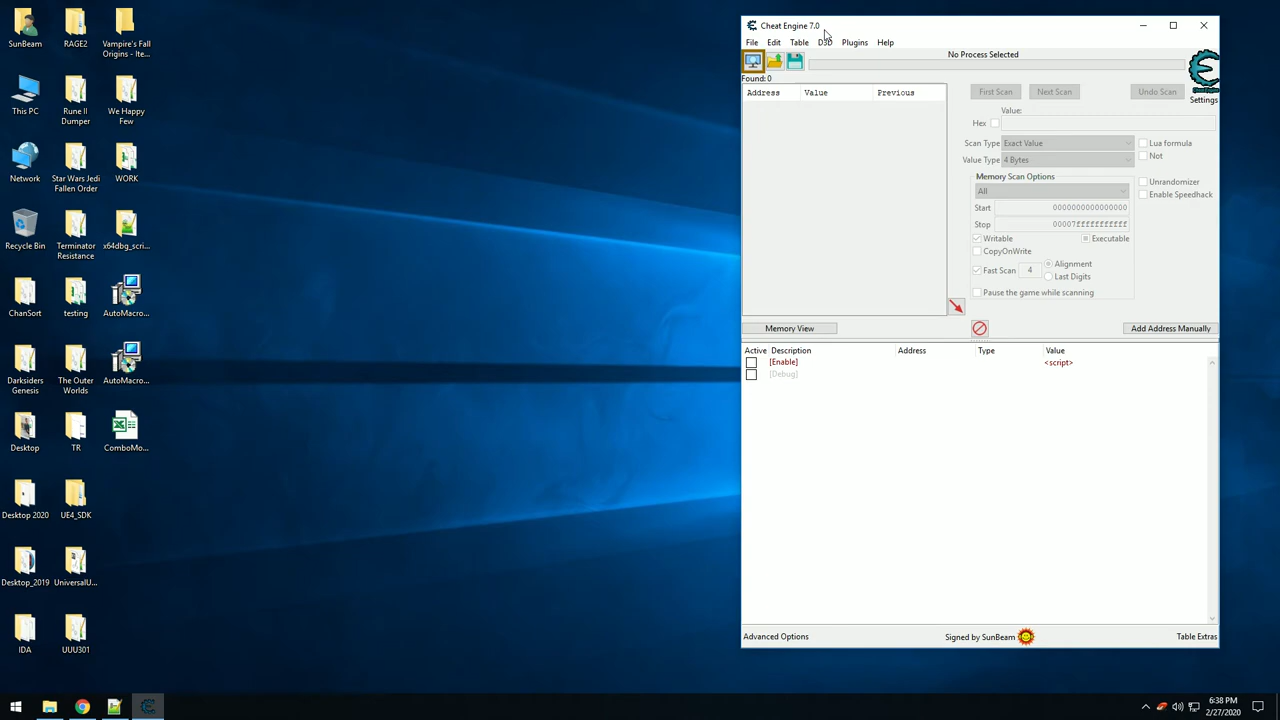 SunBeam
RAGE2
Vampire's Fall
Origins - Ite...
This PC
Rune II
Dumper
We Happy
Few
Network
Star Wars Jedi
Fallen Order
WORK
Recycle Bin
Terminator
Resistance
x64dbg_scri...
ChanSort
testing
AutoMacro...
Darksiders
Genesis
The Outer
Worlds
AutoMacro...
Desktop
TR
ComboMo...
Desktop 2020
UE4_SDK
Desktop_2019
UniversalU...
IDA
UUU301
Cheat Engine 7.0
File Edit Table D3D Plugins Help
No Process Selected
Found: 0
Address Value Previous
First Scan Next Scan Undo Scan
Settings
Value:
Hex
Scan Type Exact Value
Lua formula
Not
Value Type 4 Bytes
Memory Scan Options
All
Unrandomizer
Enable Speedhack
Start 0000000000000000
Stop 00007fffffffffff
Writable Executable
CopyOnWrite
Fast Scan 4 Alignment
Last Digits
Pause the game while scanning
Memory View
Add Address Manually
Active Description Address Type Value
[Enable] <script>
[Debug]
Advanced Options
Signed by SunBeam
Table Extras
6:38 PM
2/27/2020